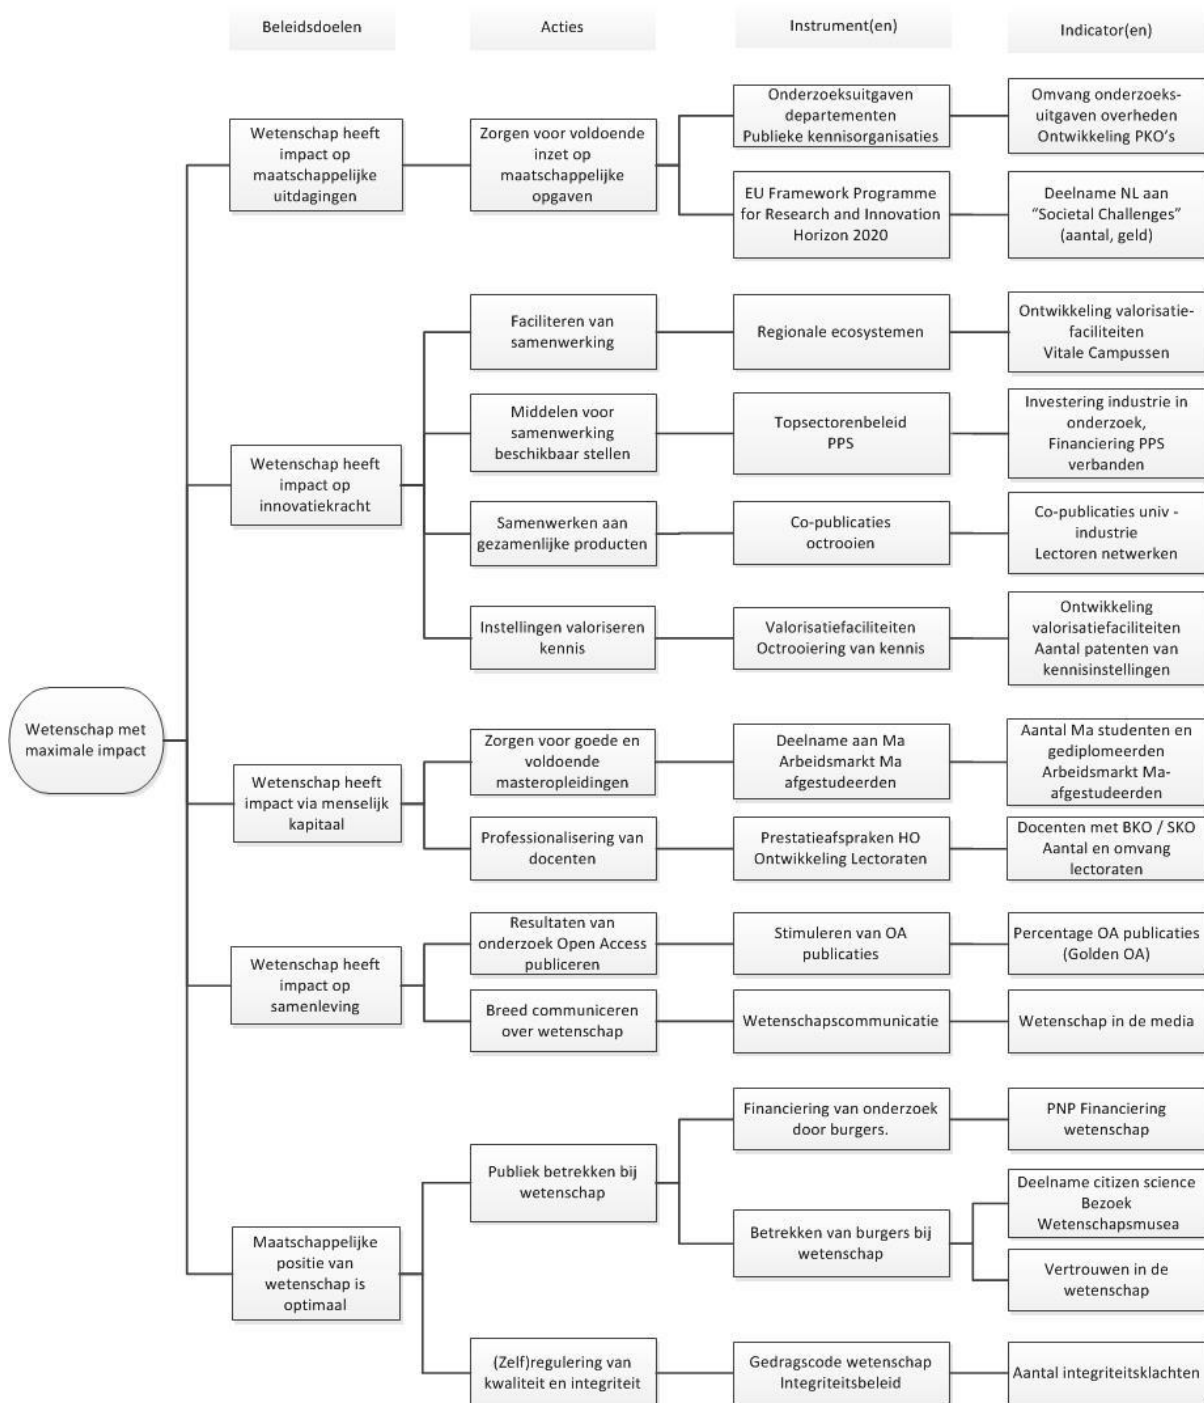 Beleidsdoelen
Acties
Instrument(en)
Indicator(en)
Wetenschap met
maximale impact
Wetenschap heeft
impact op
maatschappelijke
uitdagingen
Zorgen voor voldoende
inzet op
maatschappelijke
opgaven
Onderzoeksuitgaven
departementen
Publieke kennisorganisaties
Omvang onderzoeks-
uitgaven overheden
Ontwikkeling PKO's
EU Framework Programme
for Research and Innovation
Horizon 2020
Deelname NL aan
“Societal Challenges”
(aantal, geld)
Wetenschap heeft
impact op
innovatiekracht
Faciliteren van
samenwerking
Regionale ecosystemen
Ontwikkeling valorisatie-
faciliteiten
Vitale Campussen
Middelen voor
samenwerking
beschikbaar stellen
Topsectorenbeleid
PPS
Investering industrie in
onderzoek,
Financiering PPS
verbanden
Samenwerken aan
gezamenlijke producten
Co-publicaties
octrooien
Co-publicaties univ -
industrie
Lectoren netwerken
Instellingen valoriseren
kennis
Valorisatiefaciliteiten
Octrooiering van kennis
Ontwikkeling
valorisatiefaciliteiten
Aantal patenten van
kennisinstellingen
Wetenschap heeft
impact via menselijk
kapitaal
Zorgen voor goede en
voldoende
masteropleidingen
Deelname aan Ma
Arbeidsmarkt Ma
afgestudeerden
Aantal Ma studenten en
gediplomeerden
Arbeidsmarkt Ma-
afgestudeerden
Professionalisering van
docenten
Prestatieafspraken HO
Ontwikkeling Lectoraten
Docenten met BKO / SKO
Aantal en omvang
lectoraten
Wetenschap heeft
impact op
samenleving
Resultaten van
onderzoek Open Access
publiceren
Stimuleren van OA
publicaties
Percentage OA publicaties
(Golden OA)
Breed communiceren
over wetenschap
Wetenschapscommunicatie
Wetenschap in de media
Maatschappelijke
positie van
wetenschap is
optimaal
Publiek betrekken bij
wetenschap
Financiering van onderzoek
door burgers.
PNP Financiering
wetenschap
Betrekken van burgers bij
wetenschap
Deelname citizen science
Bezoek
Wetenschapsmusea
Vertrouwen in de
wetenschap
(Zelf)regulering van
kwaliteit en integriteit
Gedragscode wetenschap
Integriteitsbeleid
Aantal integriteitsklachten